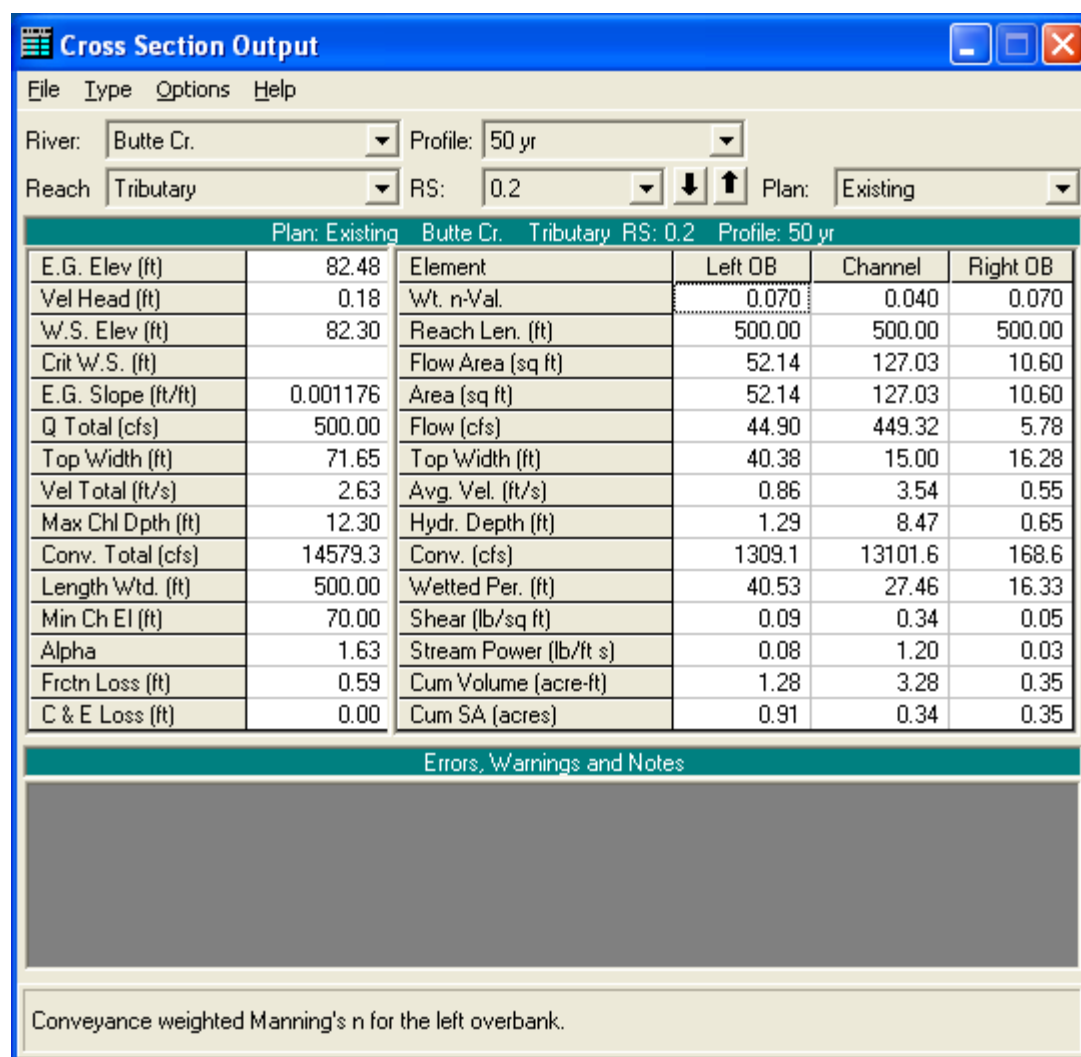 Cross Section Output
File Type Options Help
River: Butte Cr. Profile: 50 yr
Reach Tributary RS: 0.2 Plan: Existing
Plan: Existing Butte Cr. Tributary RS: 0.2 Profile: 50 yr
E.G. Elev (ft) 82.48 Element Left OB Channel Right OB
Vel Head (ft) 0.18 Wt. n-Val. 0.070 0.040 0.070
W.S. Elev (ft) 82.30 Reach Len. (ft) 500.00 500.00 500.00
Crit W.S. (ft) Flow Area (sq ft) 52.14 127.03 10.60
E.G. Slope (ft/ft) 0.001176 Area (sq ft) 52.14 127.03 10.60
Q Total (cfs) 500.00 Flow (cfs) 44.90 449.32 5.78
Top Width (ft) 71.65 Top Width (ft) 40.38 15.00 16.28
Vel Total (ft/s) 2.63 Avg. Vel. (ft/s) 0.86 3.54 0.55
Max Chl Dpth (ft) 12.30 Hydr. Depth (ft) 1.29 8.47 0.65
Conv. Total (cfs) 14579.3 Conv. (cfs) 1309.1 13101.6 168.6
Length Wtd. (ft) 500.00 Wetted Per. (ft) 40.53 27.46 16.33
Min Ch El (ft) 70.00 Shear (lb/sq ft) 0.09 0.34 0.05
Alpha 1.63 Stream Power (lb/ft s) 0.08 1.20 0.03
Frctn Loss (ft) 0.59 Cum Volume (acre-ft) 1.28 3.28 0.35
C & E Loss (ft) 0.00 Cum SA (acres) 0.91 0.34 0.35
Errors, Warnings and Notes
Conveyance weighted Manning's n for the left overbank.